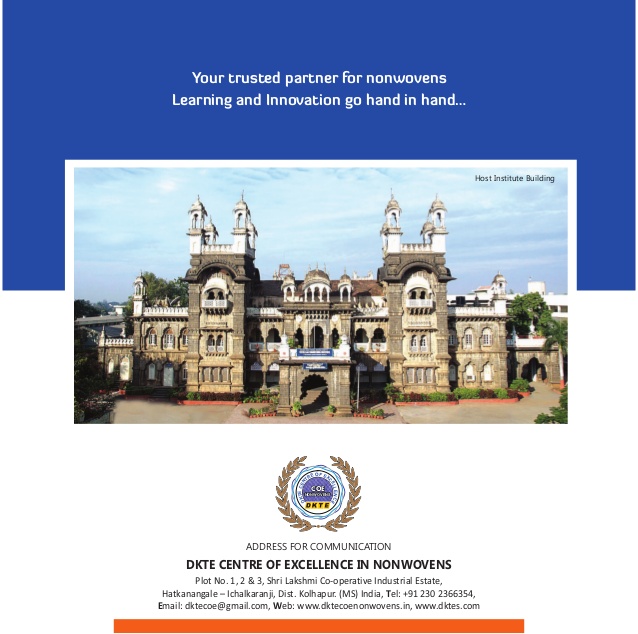 Your trusted partner for nonwovens
Learning and Innovation go hand in hand...
Host Institute Building
COE
NONWOVENS
DKTE
ADDRESS FOR COMMUNICATION
DKTE CENTRE OF EXCELLENCE IN NONWOVENS
Plot No. 1, 2 & 3, Shri Lakshmi Co-operative Industrial Estate,
Hatkanangale – Ichalkaranji, Dist. Kolhapur. (MS) India, Tel: +91 230 2366354,
Email: dktecoe@gmail.com, Web: www.dktecoenonwovens.in, www.dktes.com